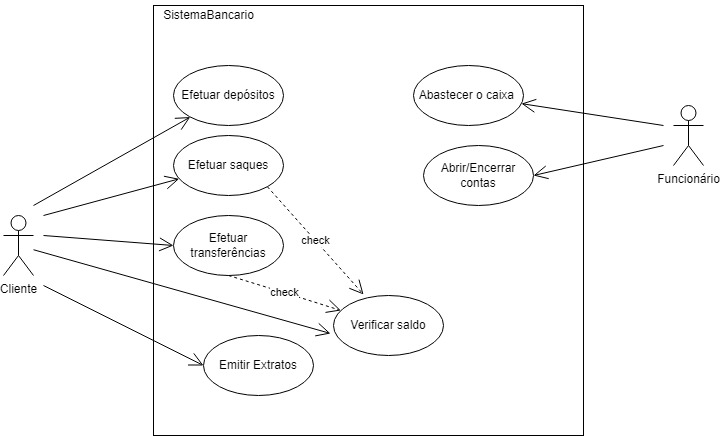 SistemaBancario
Efetuar depósitos
Abastecer o caixa
Efetuar saques
Abrir/Encerrar
contas
Funcionário
Efetuar
transferências
check
Cliente
check
Verificar saldo
Emitir Extratos